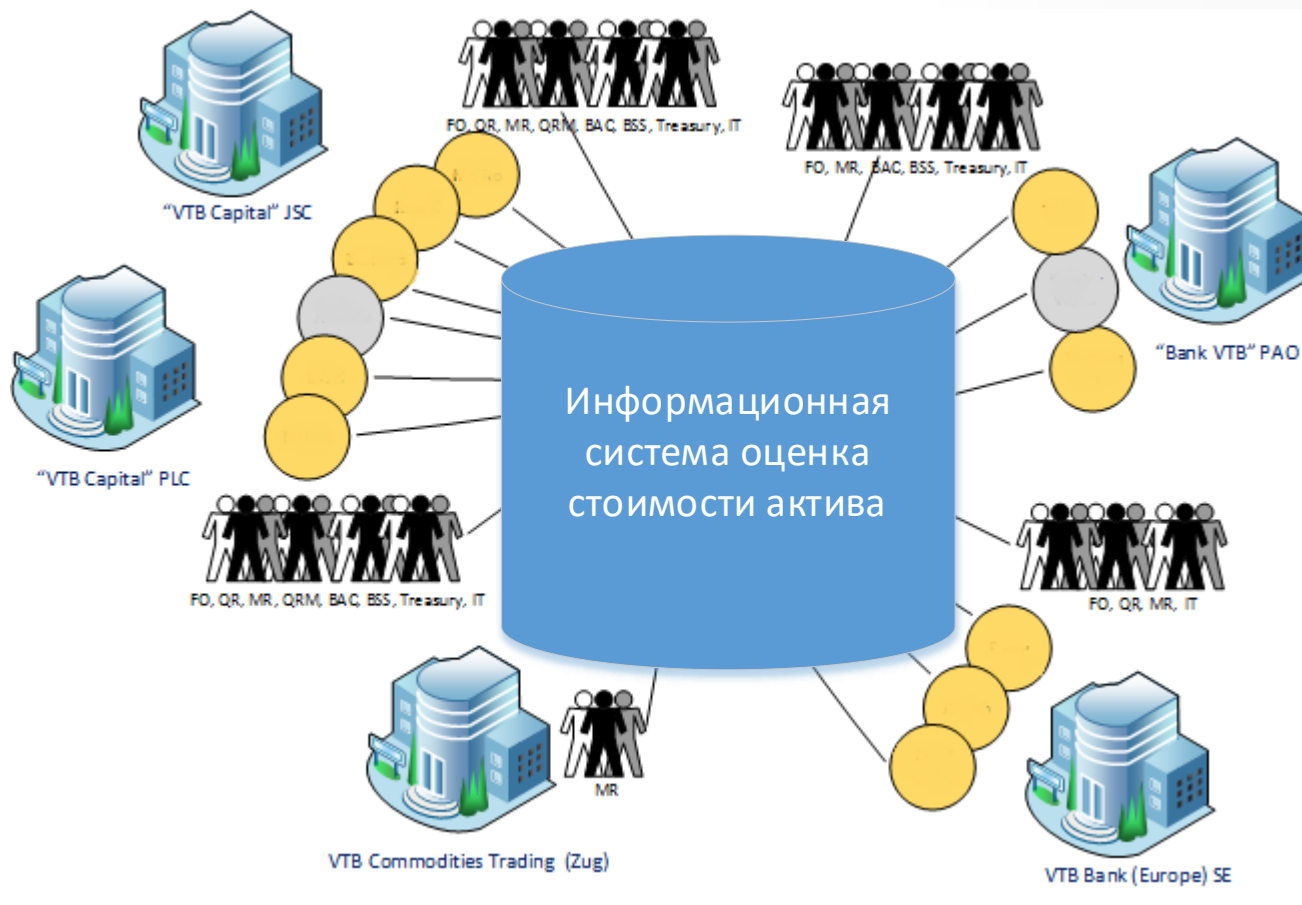 FO, QR, MR, QRM, BAC, BSS, Treasury, IT
FO, MR, BAC, BSS, Treasury, IT
"VTB Capital" JSC
"Bank VTB" PAO
Информационная
система оценка
стоимости актива
"VTB Capital" PLC
FO, QR, MR, QRM, BAC, BSS, Treasury, IT
FO, QR, MR, IT
MR
VTB Commodities Trading (Zug)
VTB Bank (Europe) SE